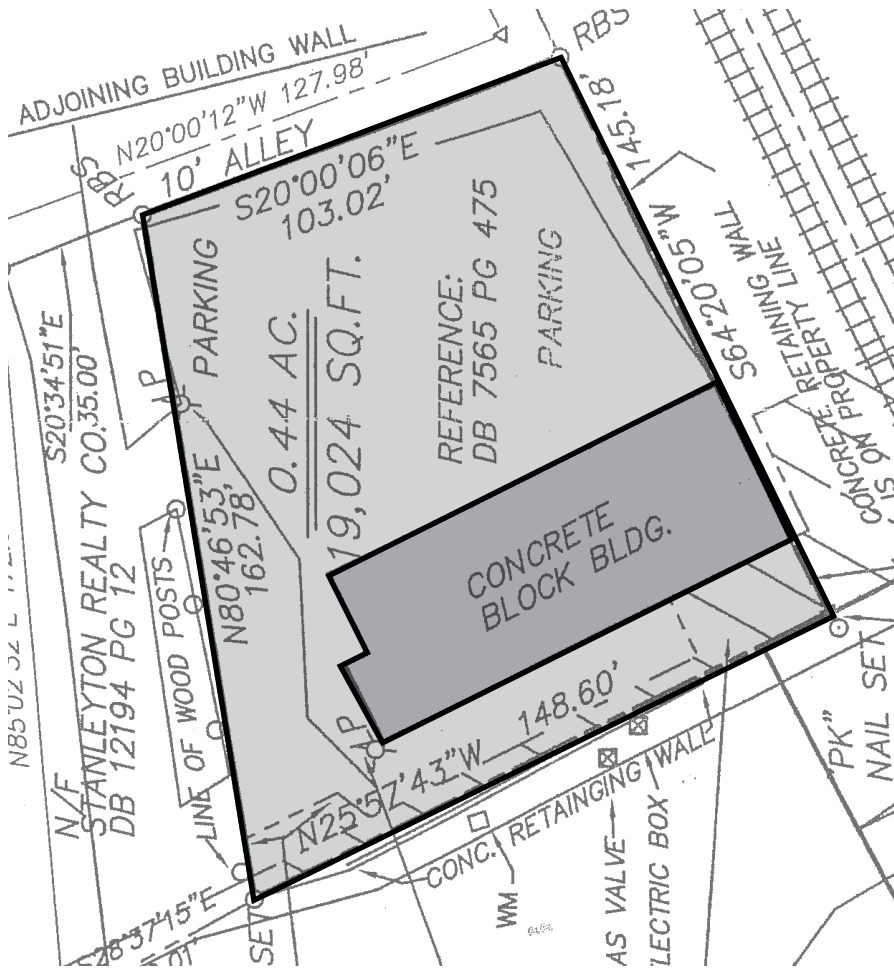 ADJOINING BUILDING WALL
N20°00'12"W 127.98'
RBS
RBS
10' ALLEY
S20°00'06"E
103.02'
145.18'
S64°20'05"W
CONCRETE RETAINING WALL
IS ON PROPERTY LINE
PARKING
0.44 AC.
19,024 SQ.FT.
REFERENCE:
DB 7565 PG 475
PARKING
AP
S20°34'51"E
35.00'
N/F
STANLEYTON REALTY CO.
DB 12194 PG 12
LINE OF WOOD POSTS
N80°46'53"E
162.78'
CONCRETE
BLOCK BLDG.
AP
N25°57'43"W
148.60'
CONC. RETAINGING WALL
PK"
NAIL SET
WM
AS VALVE
LECTRIC BOX
S28°37'15"E
SET